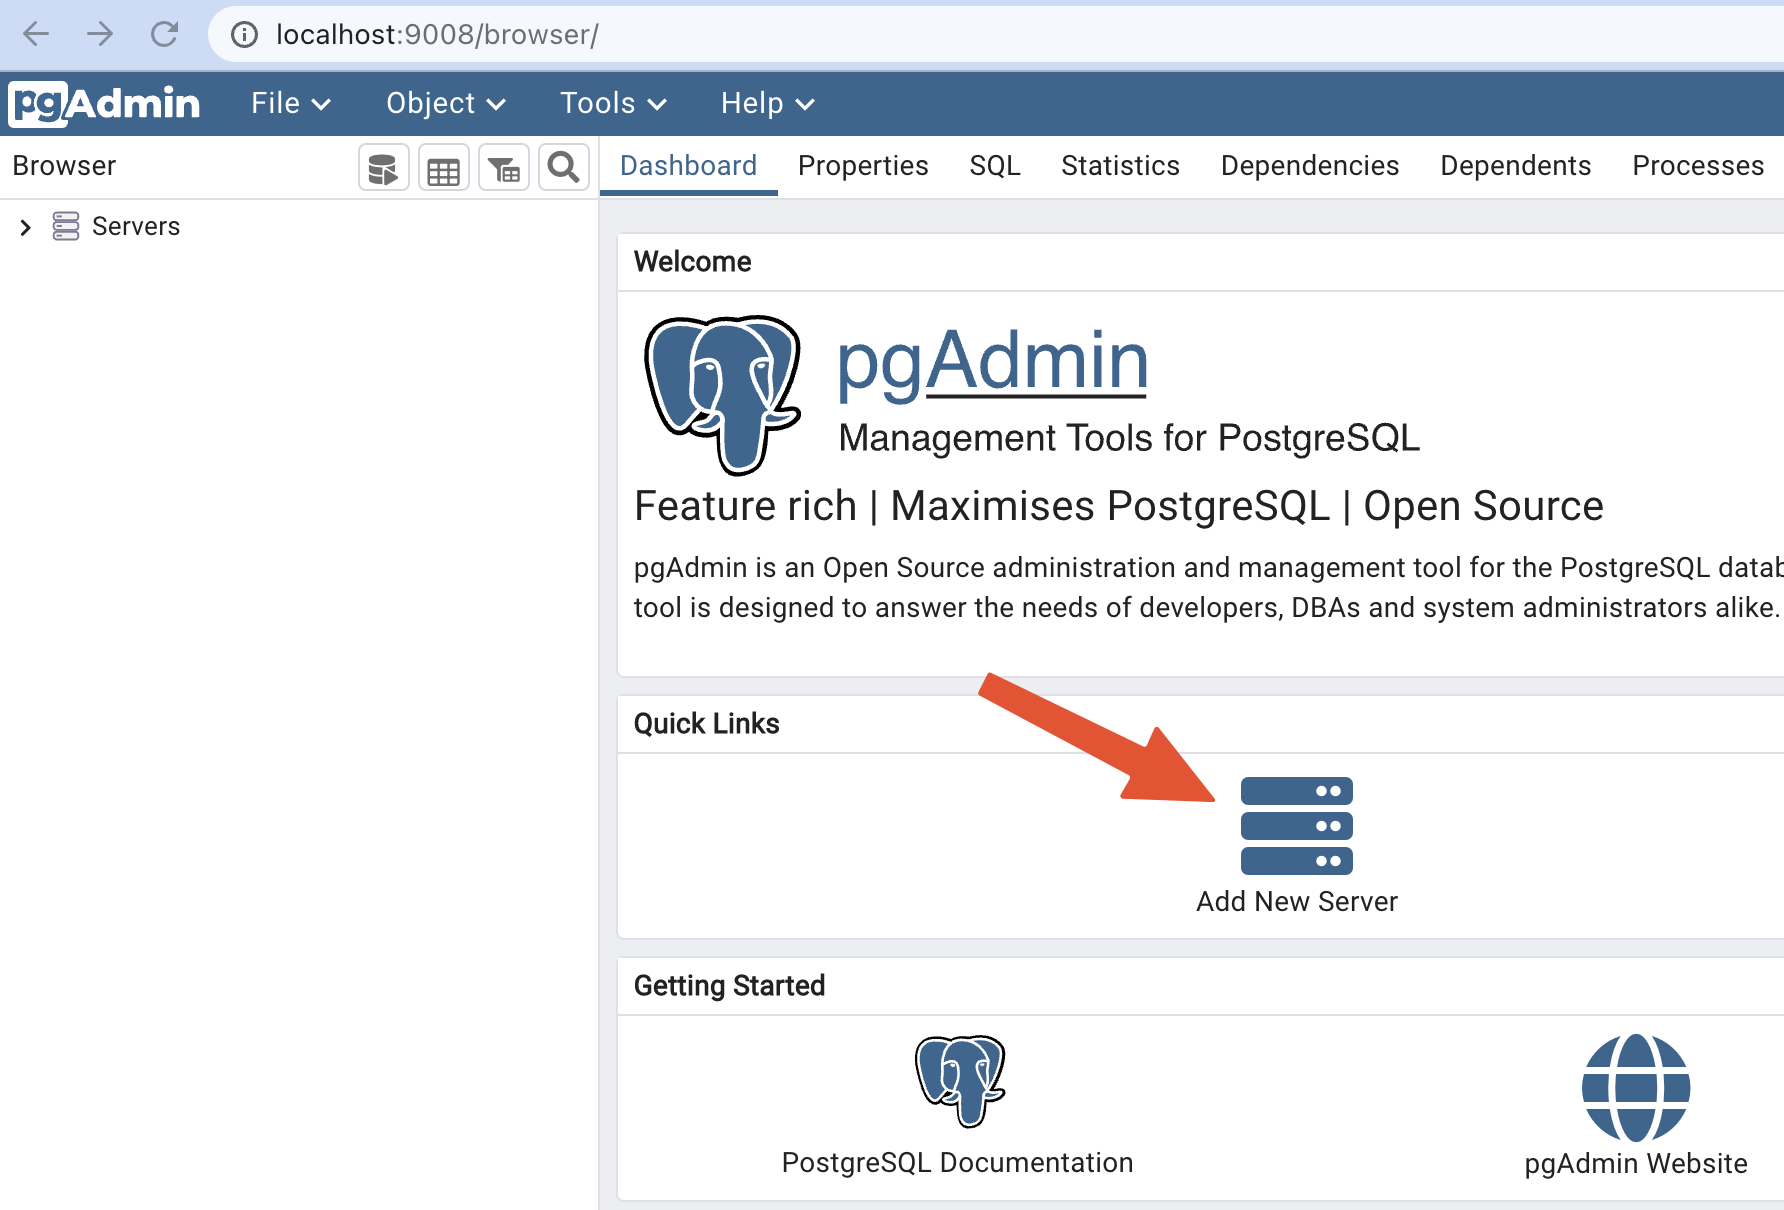 localhost:9008/browser/
pgAdmin File Object Tools Help
Browser Dashboard Properties SQL Statistics Dependencies Dependents Processes
Servers
Welcome
pgAdmin
Management Tools for PostgreSQL
Feature rich | Maximises PostgreSQL | Open Source
pgAdmin is an Open Source administration and management tool for the PostgreSQL datab
tool is designed to answer the needs of developers, DBAs and system administrators alike.
Quick Links
Add New Server
Getting Started
PostgreSQL Documentation pgAdmin Website